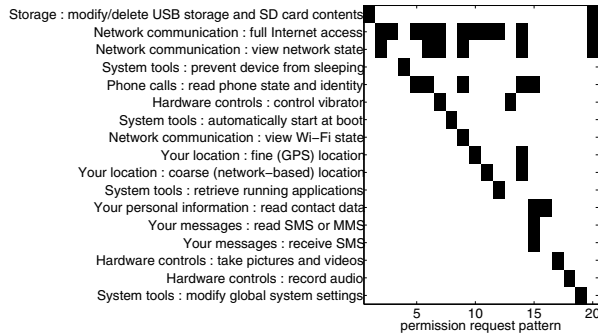 Storage : modify/delete USB storage and SD card contents
Network communication : full Internet access
Network communication : view network state
System tools : prevent device from sleeping
Phone calls : read phone state and identity
Hardware controls : control vibrator
System tools : automatically start at boot
Network communication : view Wi−Fi state
Your location : fine (GPS) location
Your location : coarse (network−based) location
System tools : retrieve running applications
Your personal information : read contact data
Your messages : read SMS or MMS
Your messages : receive SMS
Hardware controls : take pictures and videos
Hardware controls : record audio
System tools : modify global system settings
5 10 15 20
permission request pattern